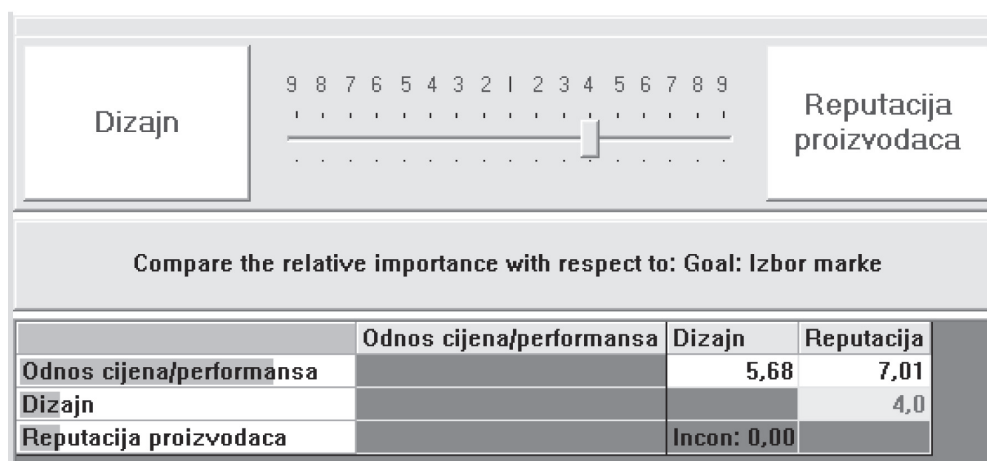 Dizajn
9 8 7 6 5 4 3 2 1 2 3 4 5 6 7 8 9
Reputacija
proizvodaca
Compare the relative importance with respect to: Goal: Izbor marke
Odnos cijena/performansa Dizajn Reputacija
Odnos cijena/performansa 5,68 7,01
Dizajn 4,0
Reputacija proizvodaca Incon: 0,00